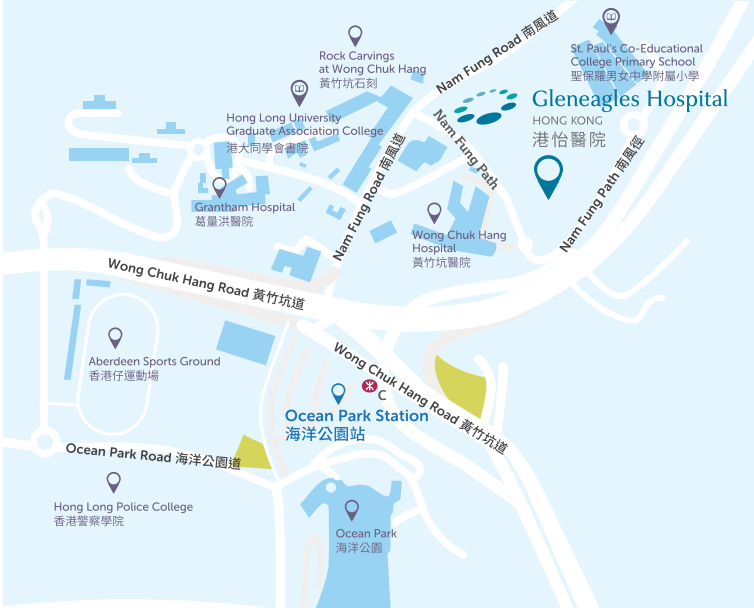 Rock Carvings
at Wong Chuk Hang
黃竹坑石刻
Nam Fung Road 南風道
St. Paul's Co-Educational
College Primary School
聖保羅男女中學附屬小學
Hong Long University
Graduate Association College
港大同學會書院
Gleneagles Hospital
HONG KONG
港怡醫院
Nam Fung Path
Nam Fung Road 南風道
Nam Fung Path 南風徑
Grantham Hospital
葛量洪醫院
Wong Chuk Hang
Hospital
黃竹坑醫院
Wong Chuk Hang Road 黃竹坑道
Aberdeen Sports Ground
香港仔運動場
Wong Chuk Hang Road 黃竹坑道
C
Ocean Park Station
海洋公園站
Ocean Park Road 海洋公園道
Hong Long Police College
香港警察學院
Ocean Park
海洋公園